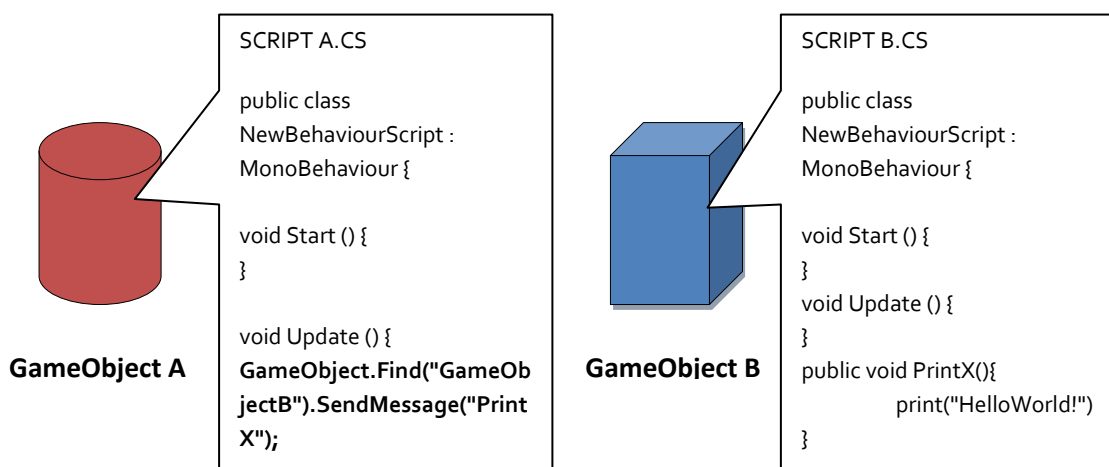 SCRIPT A.CS
public class
NewBehaviourScript :
MonoBehaviour {
void Start () {
}
void Update () {
GameObject.Find("GameOb
jectB").SendMessage("Print
X");
GameObject A
SCRIPT B.CS
public class
NewBehaviourScript :
MonoBehaviour {
void Start () {
}
void Update () {
}
public void PrintX(){
print("HelloWorld!")
}
GameObject B